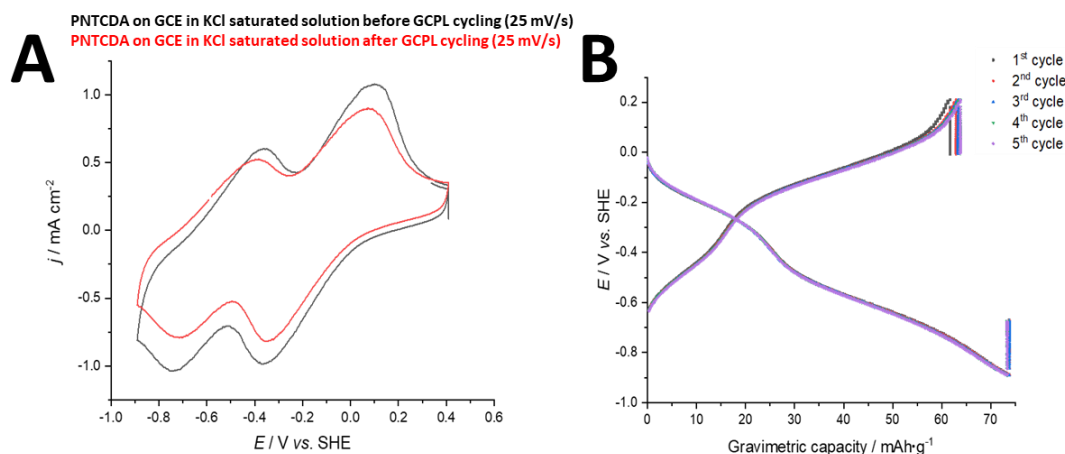 PNTCDA on GCE in KCl saturated solution before GCPL cycling (25 mV/s)
PNTCDA on GCE in KCl saturated solution after GCPL cycling (25 mV/s)
A
1.0
0.5
0.0
-0.5
-1.0
j / mA cm⁻²
-1.0 -0.8 -0.6 -0.4 -0.2 0.0 0.2 0.4 0.6
E / V vs. SHE
B
1ˢᵗ cycle
2ⁿᵈ cycle
3ʳᵈ cycle
4ᵗʰ cycle
5ᵗʰ cycle
0.2
0.0
-0.2
-0.4
-0.6
-0.8
-1.0
E / V vs. SHE
0 10 20 30 40 50 60 70
Gravimetric capacity / mAh·g⁻¹